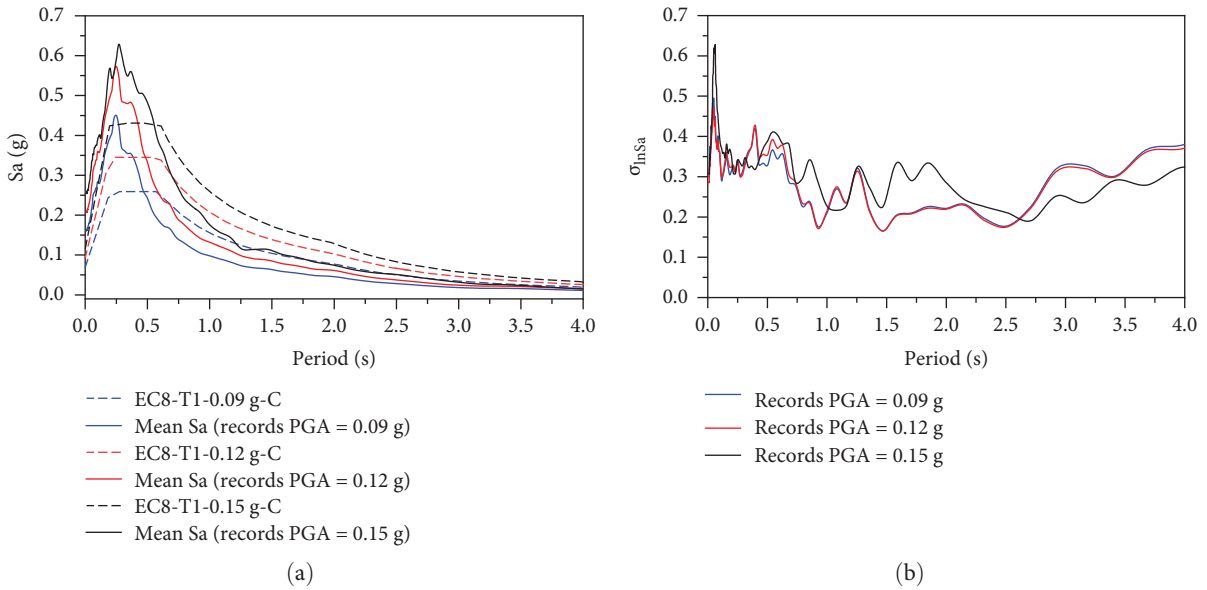 0.7
0.6
0.5
0.4
0.3
0.2
0.1
0.0
Sa (g)
0.0 0.5 1.0 1.5 2.0 2.5 3.0 3.5 4.0
Period (s)
EC8-T1-0.09 g-C
Mean Sa (records PGA = 0.09 g)
EC8-T1-0.12 g-C
Mean Sa (records PGA = 0.12 g)
EC8-T1-0.15 g-C
Mean Sa (records PGA = 0.15 g)
(a)
0.7
0.6
0.5
0.4
0.3
0.2
0.1
0.0
σlnSa
0.0 0.5 1.0 1.5 2.0 2.5 3.0 3.5 4.0
Period (s)
Records PGA = 0.09 g
Records PGA = 0.12 g
Records PGA = 0.15 g
(b)